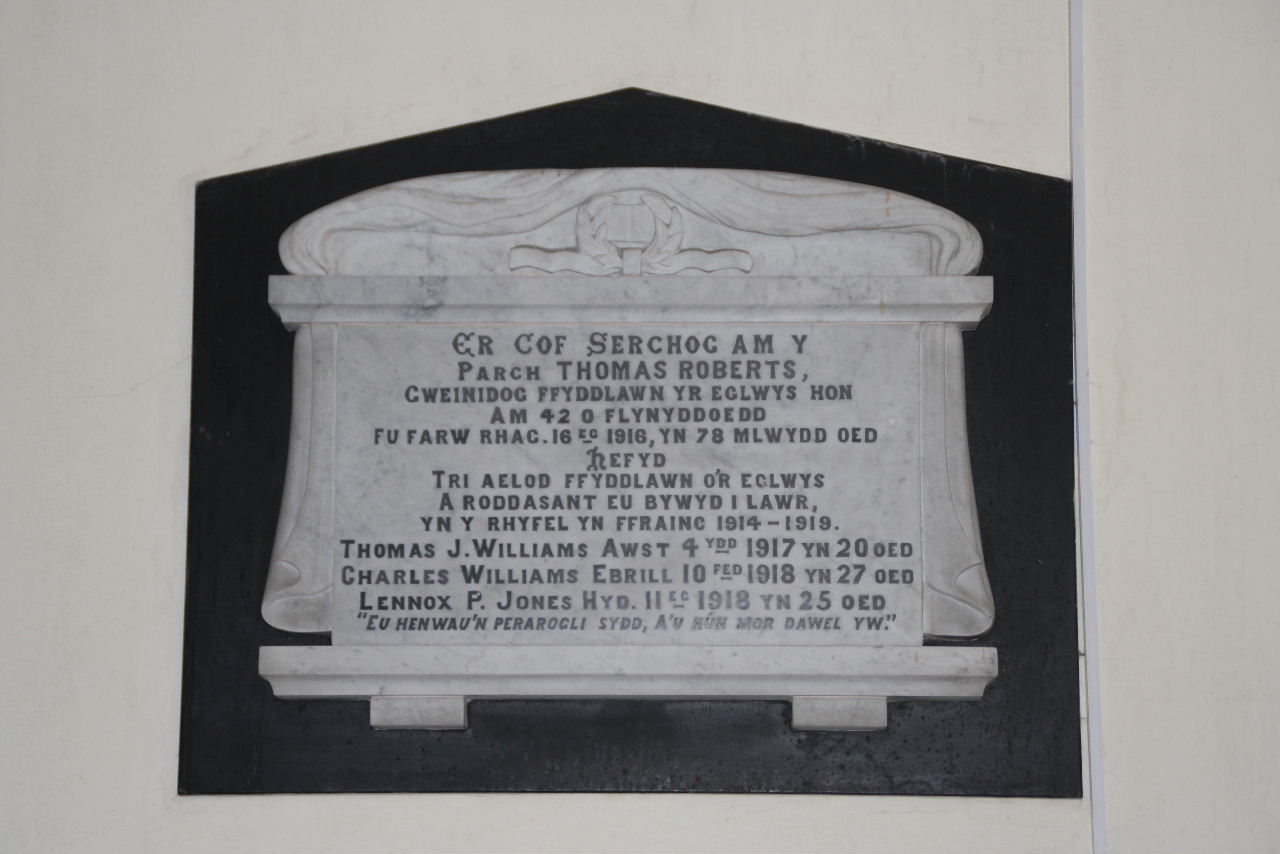 Er Cof Serchog am y
Parch Thomas Roberts,
Gweinidog ffyddlawn yr eglwys hon
Am 42 o flynyddoedd
Fu farw Rhag. 16eg 1916, yn 78 mlwydd oed
Hefyd
Tri aelod ffyddlawn o'r eglwys
A roddasant eu bywyd i lawr,
yn y rhyfel yn Ffrainc 1914-1919.
Thomas J. Williams Awst 4ydd 1917 yn 20 oed
Charles Williams Ebrill 10fed 1918 yn 27 oed
Lennox P. Jones Hyd. 11eg 1918 yn 25 oed
"Eu henwau'n perarogli sydd, a'u hún mor dawel yw."